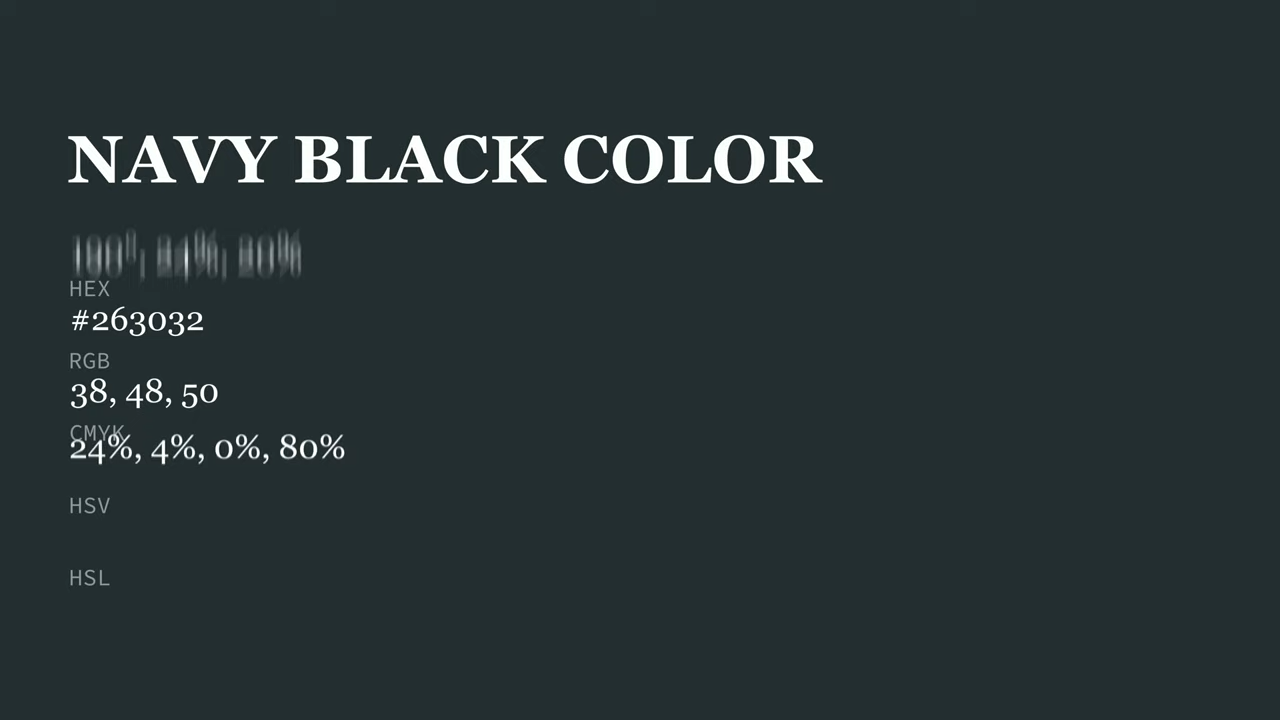 NAVY BLACK COLOR
HEX
#263032
RGB
38, 48, 50
CMYK
24%, 4%, 0%, 80%
HSV
HSL